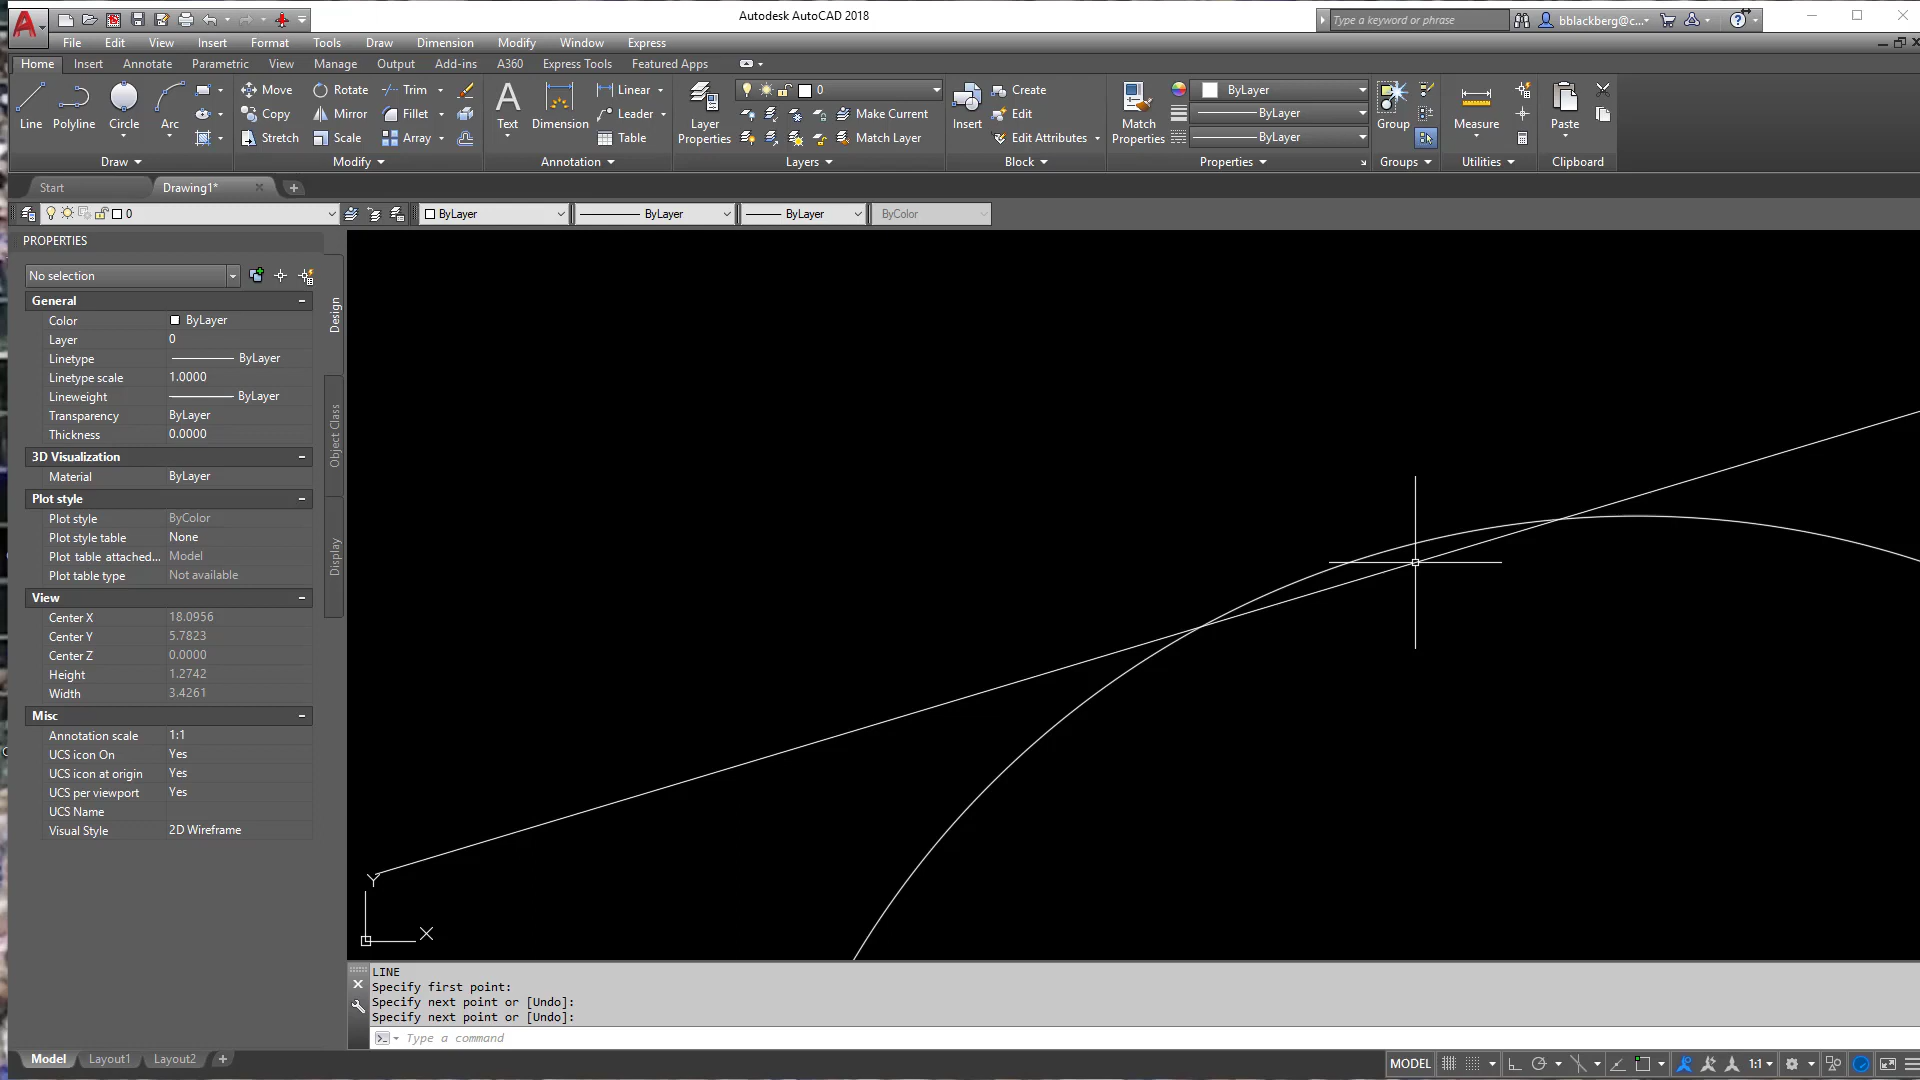 Autodesk AutoCAD 2018
Type a keyword or phrase
bblackberg@c...
File Edit View Insert Format Tools Draw Dimension Modify Window Express
Home Insert Annotate Parametric View Manage Output Add-ins A360 Express Tools Featured Apps
Line Polyline Circle Arc
Move Rotate Trim
Copy Mirror Fillet
Stretch Scale Array
Text Dimension
Linear
Leader
Table
Layer Properties
0
Make Current
Match Layer
Insert
Create
Edit
Edit Attributes
Match Properties
ByLayer
ByLayer
ByLayer
Group
Measure
Paste
Draw Modify Annotation Layers Block Properties Groups Utilities Clipboard
Start Drawing1*
0 ByLayer ByLayer ByLayer ByColor
PROPERTIES
No selection
General
Color ByLayer
Layer 0
Linetype ByLayer
Linetype scale 1.0000
Lineweight ByLayer
Transparency ByLayer
Thickness 0.0000
3D Visualization
Material ByLayer
Plot style
Plot style ByColor
Plot style table None
Plot table attached... Model
Plot table type Not available
View
Center X 18.0956
Center Y 5.7823
Center Z 0.0000
Height 1.2742
Width 3.4261
Misc
Annotation scale 1:1
UCS icon On Yes
UCS icon at origin Yes
UCS per viewport Yes
UCS Name
Visual Style 2D Wireframe
Design
Object Class
Display
Y
X
LINE
Specify first point:
Specify next point or [Undo]:
Specify next point or [Undo]:
Type a command
Model Layout1 Layout2 +
MODEL 1:1